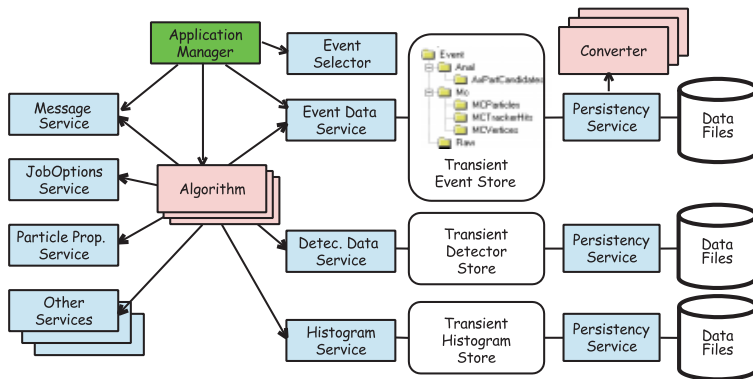 Application
Manager
Event
Selector
Converter
Message
Service
Event Data
Service
Event
Anal
AxPartCandidates
Mc
MCParticles
MCTrackerHits
MCVertices
Raw
Transient
Event Store
Persistency
Service
Data
Files
JobOptions
Service
Algorithm
Particle Prop.
Service
Detec. Data
Service
Transient
Detector
Store
Persistency
Service
Data
Files
Other
Services
Histogram
Service
Transient
Histogram
Store
Persistency
Service
Data
Files